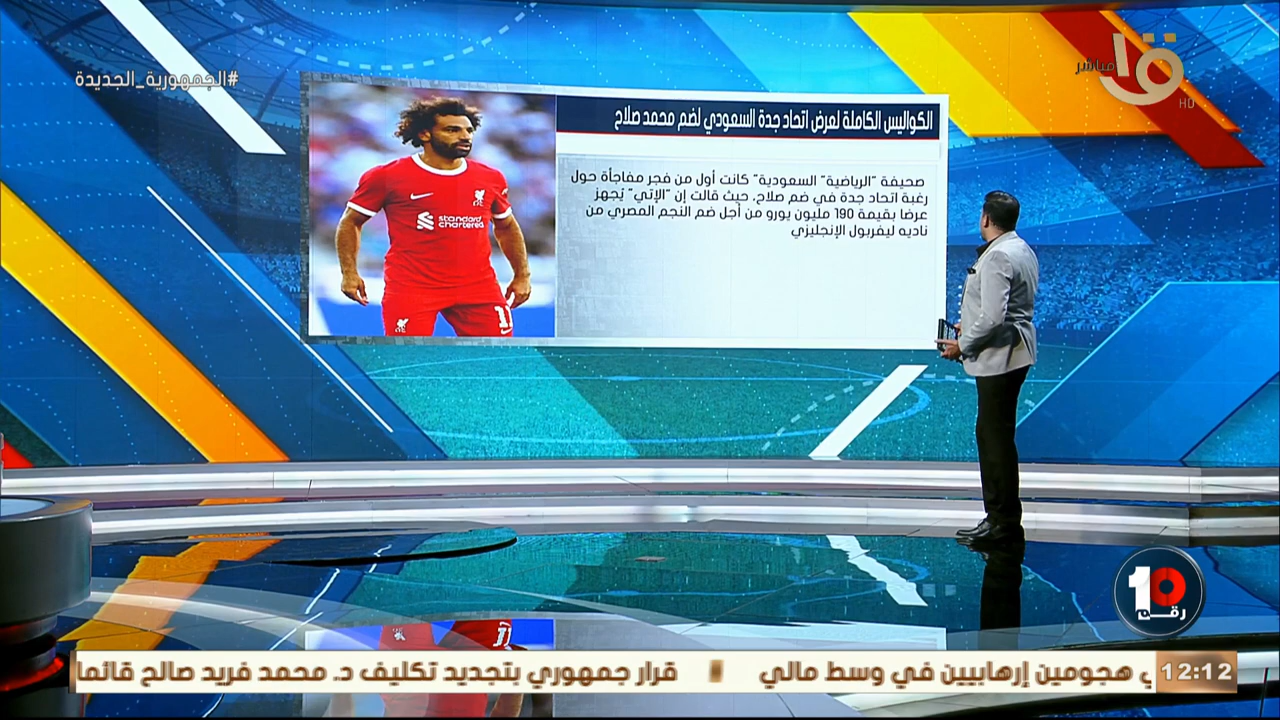 #الجمهورية_الجديدة
مباشر
HD
الكواليس الكاملة لعرض اتحاد جدة السعودي لضم محمد صلاح
صحيفة "الرياضية" السعودية" كانت أول من فجر مفاجأة حول
رغبة اتحاد جدة في ضم صلاح، حيث قالت إن "الإتي" يُجهز
عرضا بقيمة 190 مليون يورو من أجل ضم النجم المصري من
ناديه ليفربول الإنجليزي
standard
chartered
11
رقم 10
12:12
ي هجومين إرهابيين في وسط مالي
قرار جمهوري بتجديد تكليف د. محمد فريد صالح قائما